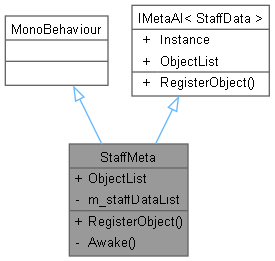 MonoBehaviour
IMetaAI< StaffData >
+ Instance
+ ObjectList
+ RegisterObject()
StaffMeta
+ ObjectList
- m_staffDataList
+ RegisterObject()
- Awake()